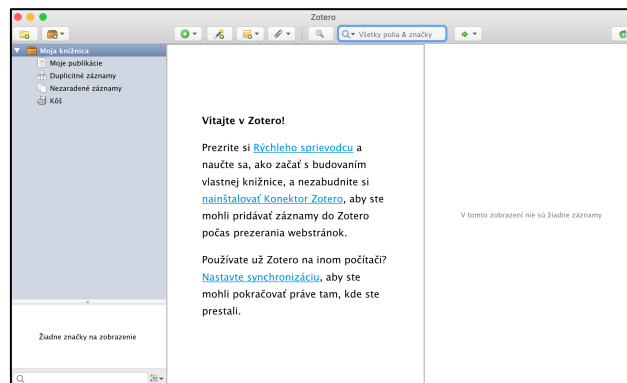 Zotero
Všetky polia & značky
Moja knižnica
Moje publikácie
Duplicitné záznamy
Nezaradené záznamy
Kôš
Vitajte v Zotero!
Prezrite si Rýchleho sprievodcu a
naučte sa, ako začať s budovaním
vlastnej knižnice, a nezabudnite si
nainštalovať Konektor Zotero, aby ste
mohli pridávať záznamy do Zotero
počas prezerania webstránok.
Používate už Zotero na inom počítači?
Nastavte synchronizáciu, aby ste
mohli pokračovať práve tam, kde ste
prestali.
V tomto zobrazení nie sú žiadne záznamy
Žiadne značky na zobrazenie